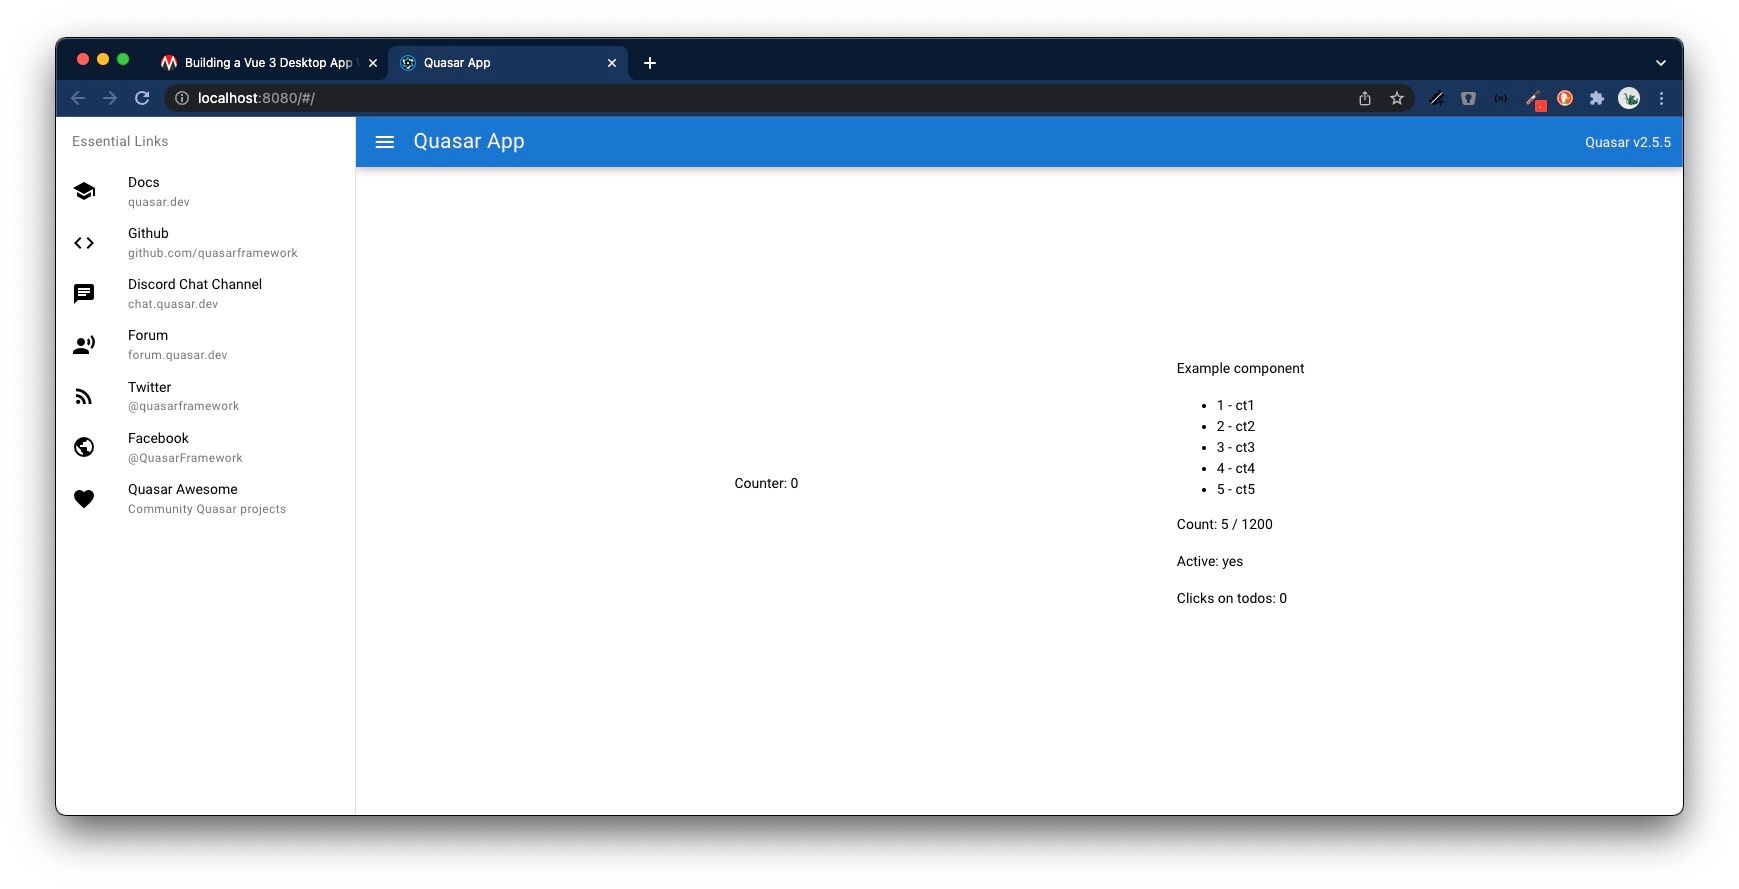 Building a Vue 3 Desktop App
Quasar App
localhost:8080/#/
Essential Links
Docs
quasar.dev
Github
github.com/quasarframework
Discord Chat Channel
chat.quasar.dev
Forum
forum.quasar.dev
Twitter
@quasarframework
Facebook
@QuasarFramework
Quasar Awesome
Community Quasar projects
Quasar App
Quasar v2.5.5
Counter: 0
Example component
1 - ct1
2 - ct2
3 - ct3
4 - ct4
5 - ct5
Count: 5 / 1200
Active: yes
Clicks on todos: 0